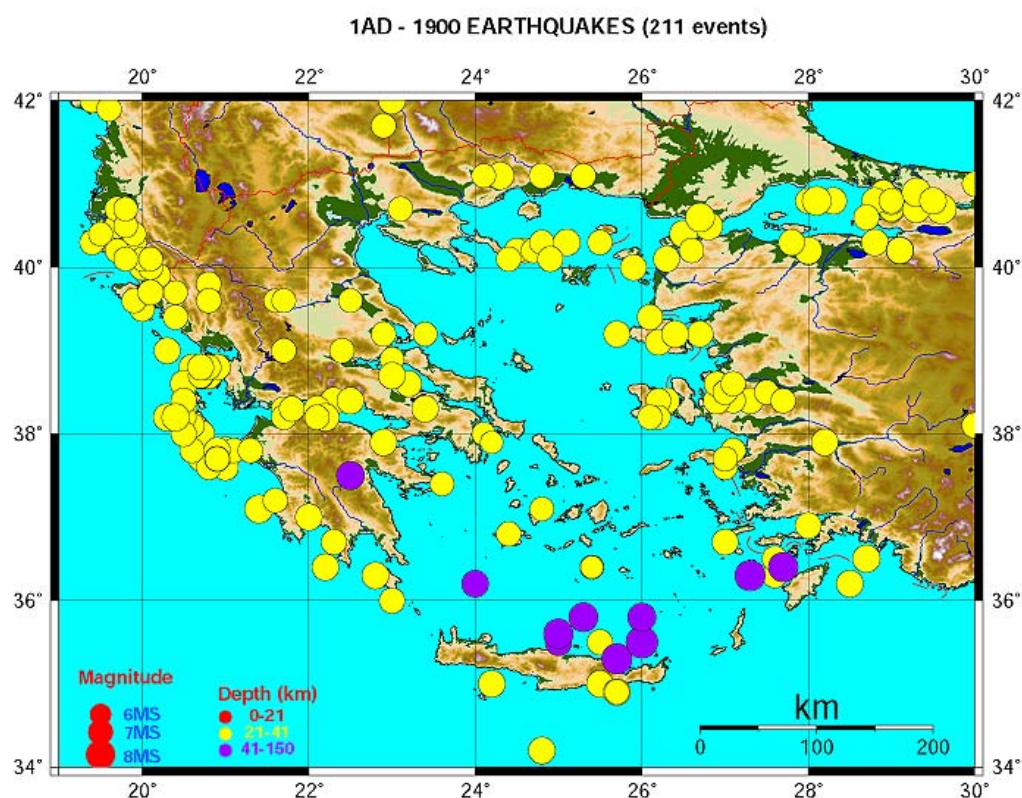 1AD - 1900 EARTHQUAKES (211 events)
20° 22° 24° 26° 28° 30°
42° 42°
40° 40°
38° 38°
36° 36°
34° 34°
Magnitude
6MS
7MS
8MS
Depth (km)
0-21
21-41
41-150
km
0 100 200
20° 22° 24° 26° 28° 30°